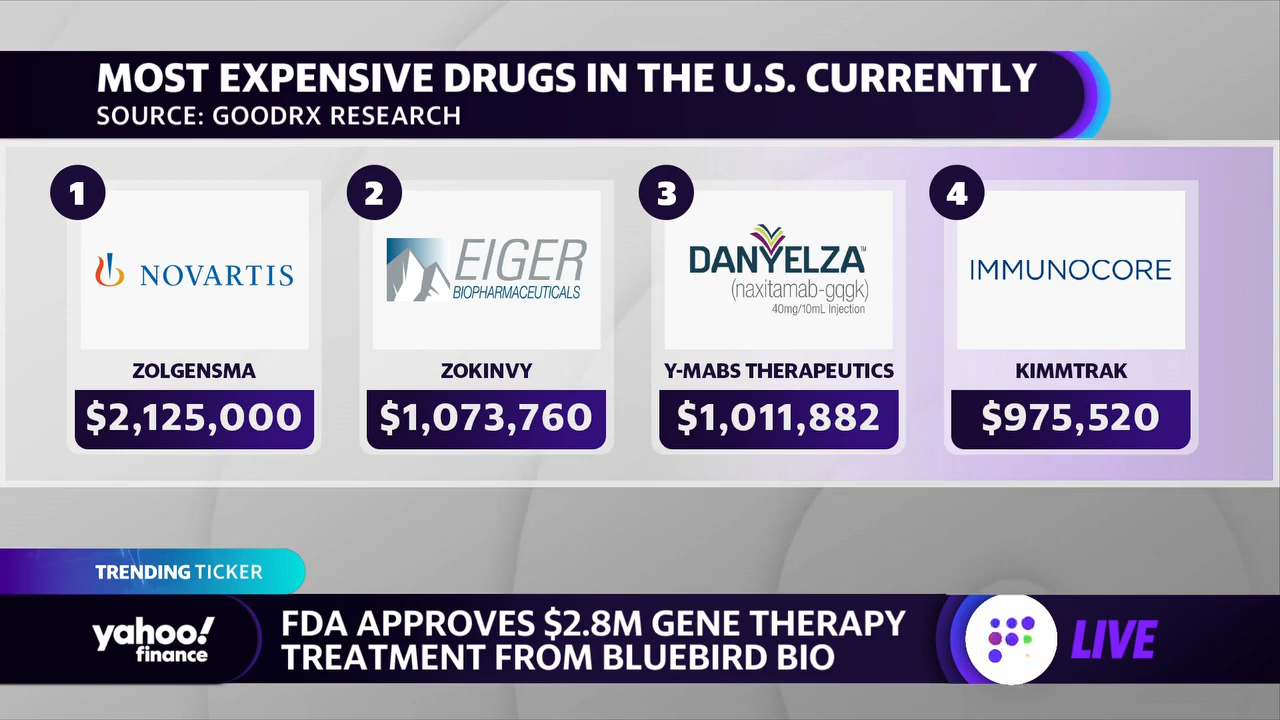 MOST EXPENSIVE DRUGS IN THE U.S. CURRENTLY
SOURCE: GOODRX RESEARCH
1
NOVARTIS
ZOLGENSMA
$2,125,000
2
EIGER
BIOPHARMACEUTICALS
ZOKINVY
$1,073,760
3
DANYELZA™
(naxitamab-gqgk)
40mg/10mL Injection
Y-MABS THERAPEUTICS
$1,011,882
4
IMMUNOCORE
KIMMTRAK
$975,520
TRENDING TICKER
yahoo!
finance
FDA APPROVES $2.8M GENE THERAPY
TREATMENT FROM BLUEBIRD BIO
LIVE